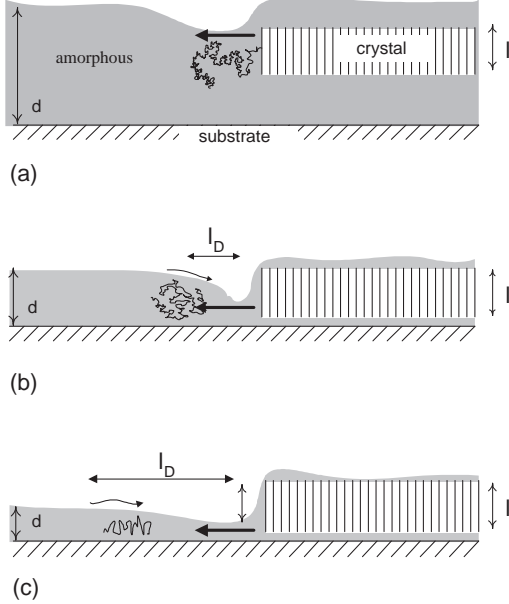 amorphous
crystal
l
d
substrate
(a)
l_D
d
l
(b)
l_D
d
l
(c)